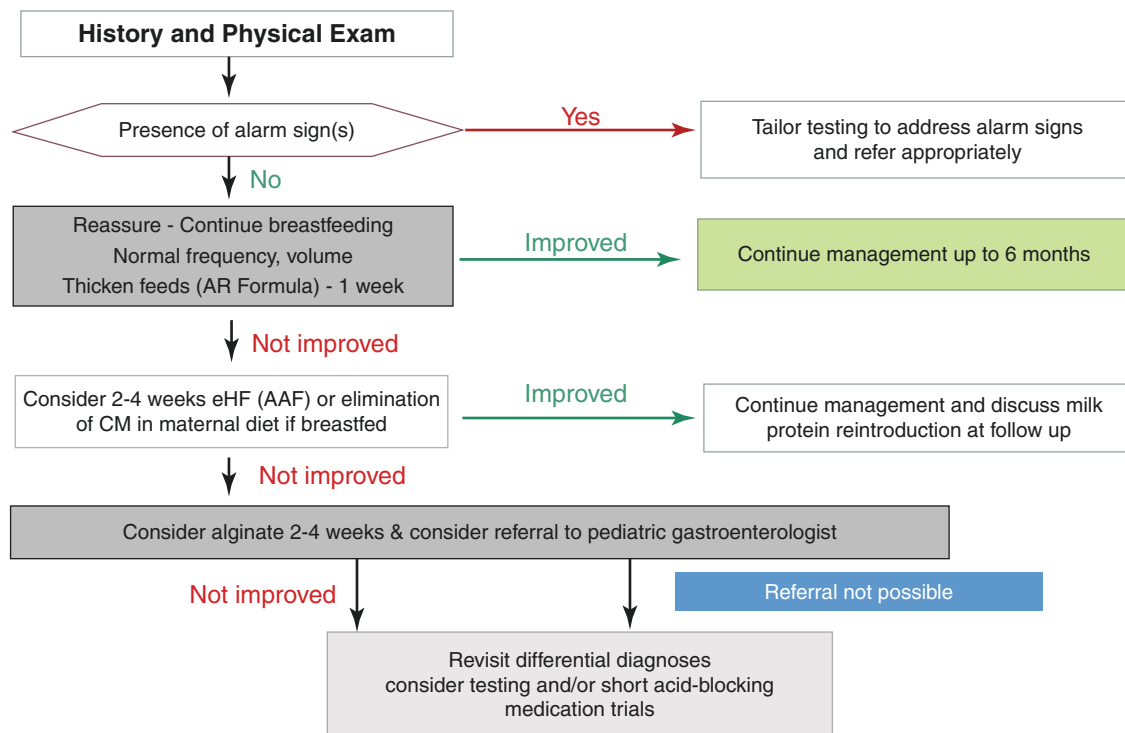 History and Physical Exam
Presence of alarm sign(s)
Yes
Tailor testing to address alarm signs
and refer appropriately
No
Reassure - Continue breastfeeding
Normal frequency, volume
Thicken feeds (AR Formula) - 1 week
Improved
Continue management up to 6 months
Not improved
Consider 2-4 weeks eHF (AAF) or elimination
of CM in maternal diet if breastfed
Improved
Continue management and discuss milk
protein reintroduction at follow up
Not improved
Consider alginate 2-4 weeks & consider referral to pediatric gastroenterologist
Not improved
Referral not possible
Revisit differential diagnoses
consider testing and/or short acid-blocking
medication trials